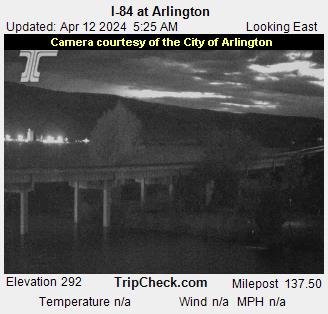 I-84 at Arlington
Updated: Apr 12 2024 5:25 AM Looking East
Camera courtesy of the City of Arlington
Elevation 292 TripCheck.com Milepost 137.50
Temperature n/a Wind n/a MPH n/a